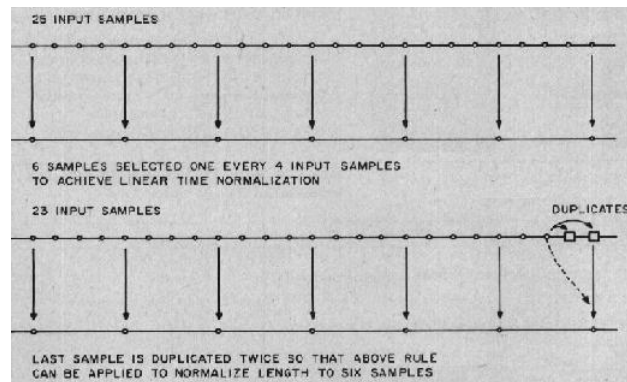 25 INPUT SAMPLES
6 SAMPLES SELECTED ONE EVERY 4 INPUT SAMPLES
TO ACHIEVE LINEAR TIME NORMALIZATION
23 INPUT SAMPLES
DUPLICATES
LAST SAMPLE IS DUPLICATED TWICE SO THAT ABOVE RULE
CAN BE APPLIED TO NORMALIZE LENGTH TO SIX SAMPLES